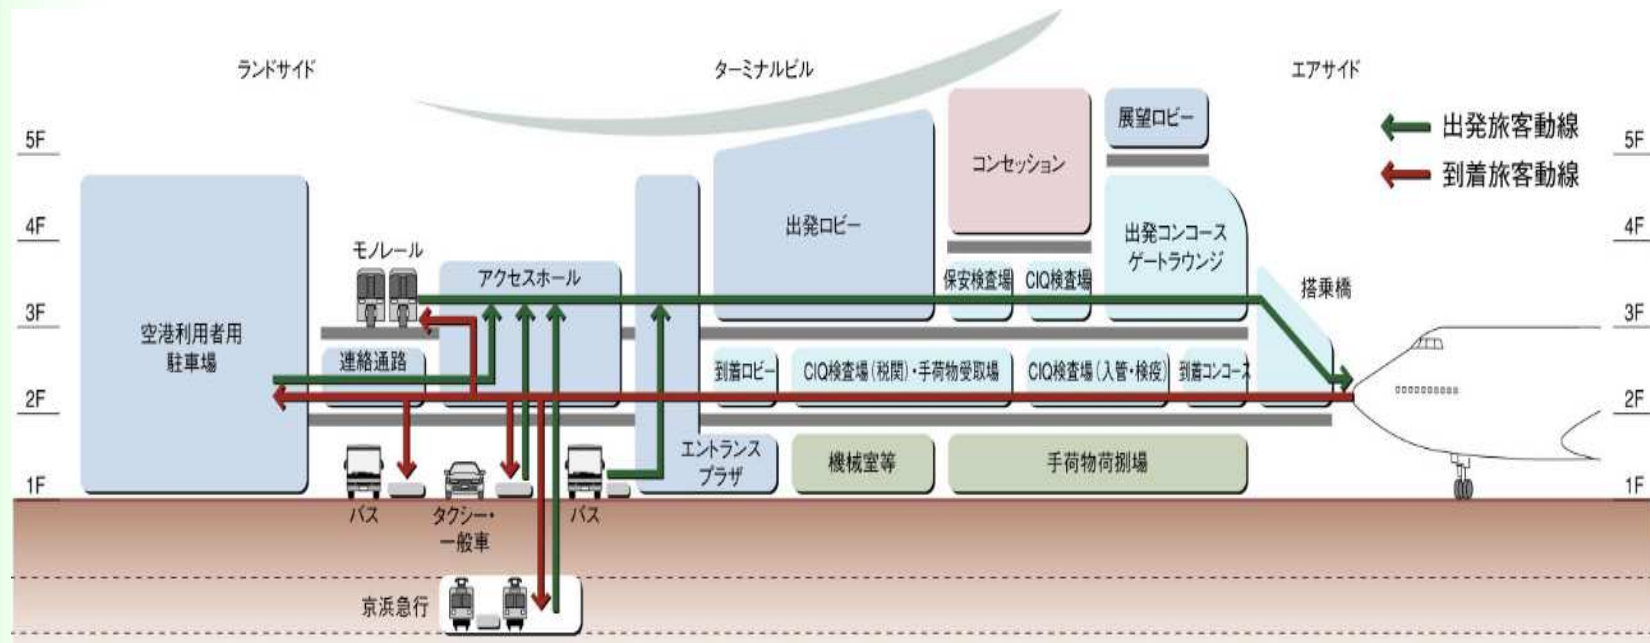 ランドサイド
ターミナルビル
エアサイド
出発旅客動線
到着旅客動線
5F
4F
3F
2F
1F
5F
4F
3F
2F
1F
展望ロビー
コンセッション
出発ロビー
出発コンコース
ゲートラウンジ
モノレール
アクセスホール
保安検査場
CIQ検査場
搭乗橋
空港利用者用
駐車場
連絡通路
到着ロビー
CIQ検査場(税関)・手荷物受取場
CIQ検査場(入管・検疫)
到着コンコース
エントランス
プラザ
機械室等
手荷物荷捌場
バス
タクシー・
一般車
バス
京浜急行